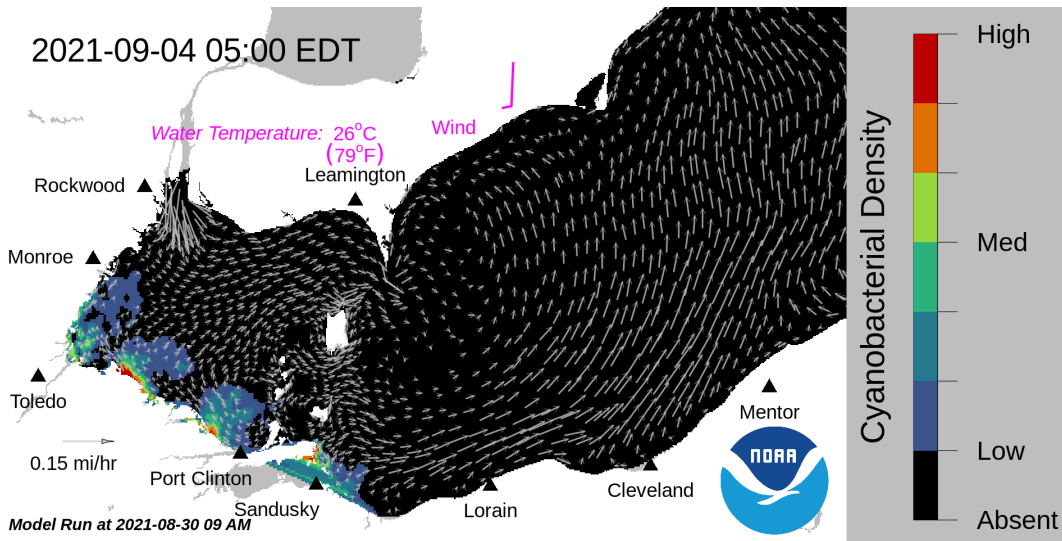 2021-09-04 05:00 EDT
Water Temperature: 26°C
(79°F)
Wind
Leamington
Rockwood
Monroe
Toledo
0.15 mi/hr
Port Clinton
Sandusky
Lorain
Cleveland
Mentor
NOAA
Model Run at 2021-08-30 09 AM
Cyanobacterial Density
High
Med
Low
Absent